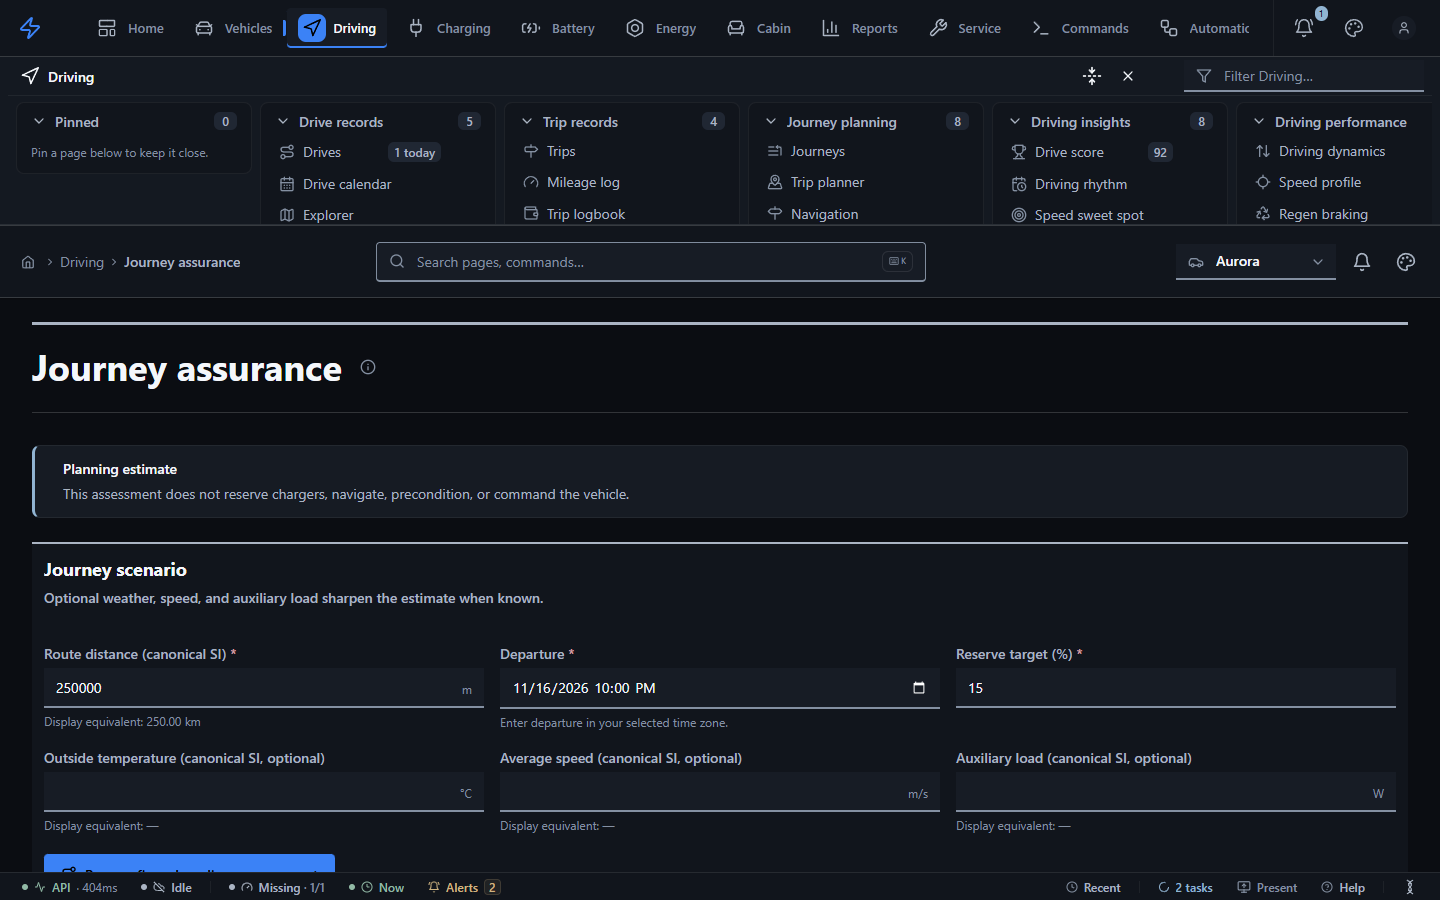 Home
Vehicles
Driving
Charging
Battery
Energy
Cabin
Reports
Service
Commands
Automatic
1
Driving
Filter Driving...
Pinned 0
Pin a page below to keep it close.
Drive records 5
Drives 1 today
Drive calendar
Explorer
Trip records 4
Trips
Mileage log
Trip logbook
Journey planning 8
Journeys
Trip planner
Navigation
Driving insights 8
Drive score 92
Driving rhythm
Speed sweet spot
Driving performance
Driving dynamics
Speed profile
Regen braking
Driving
Journey assurance
Search pages, commands...
K
Aurora
Journey assurance
Planning estimate
This assessment does not reserve chargers, navigate, precondition, or command the vehicle.
Journey scenario
Optional weather, speed, and auxiliary load sharpen the estimate when known.
Route distance (canonical SI) *
250000 m
Display equivalent: 250.00 km
Departure *
11/16/2026 10:00 PM
Enter departure in your selected time zone.
Reserve target (%) *
15
Outside temperature (canonical SI, optional)
°C
Display equivalent: —
Average speed (canonical SI, optional)
m/s
Display equivalent: —
Auxiliary load (canonical SI, optional)
W
Display equivalent: —
API · 404ms
Idle
Missing · 1/1
Now
Alerts 2
Recent
2 tasks
Present
Help